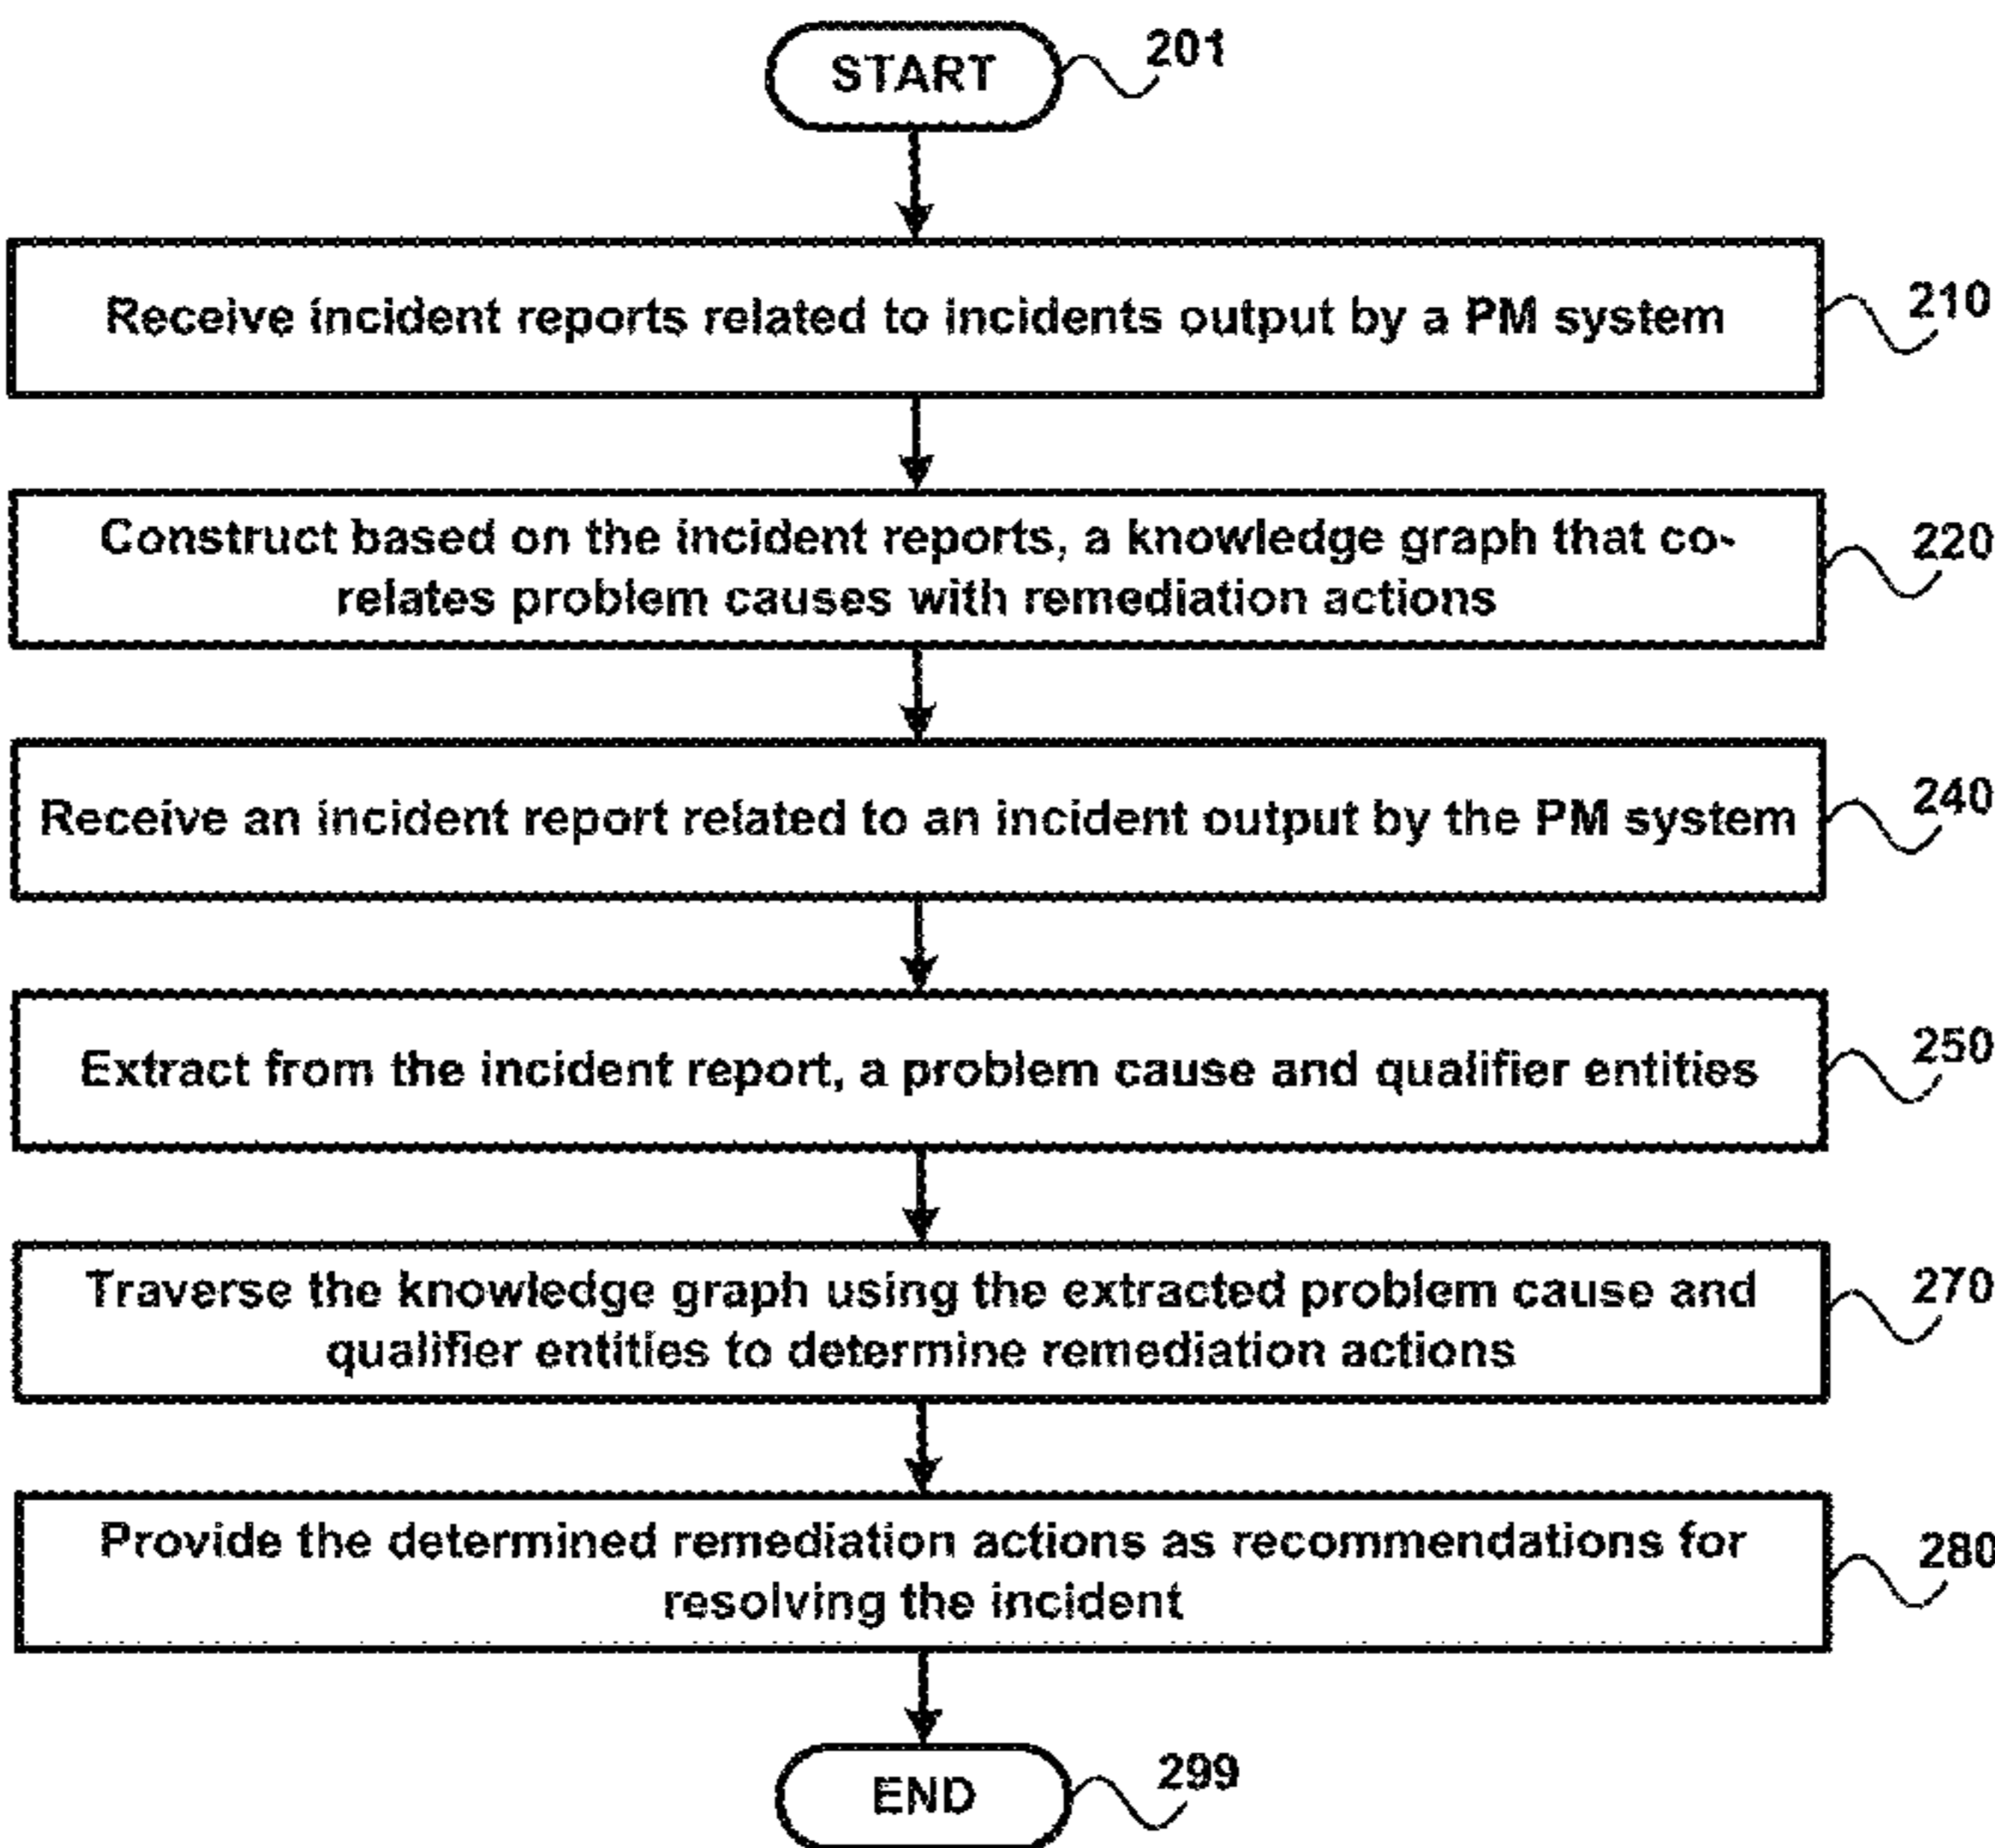 START
201
Receive incident reports related to incidents output by a PM system
210
Construct based on the incident reports, a knowledge graph that co-
relates problem causes with remediation actions
220
Receive an incident report related to an incident output by the PM system
240
Extract from the incident report, a problem cause and qualifier entities
250
Traverse the knowledge graph using the extracted problem cause and
qualifier entities to determine remediation actions
270
Provide the determined remediation actions as recommendations for
resolving the incident
280
END
299